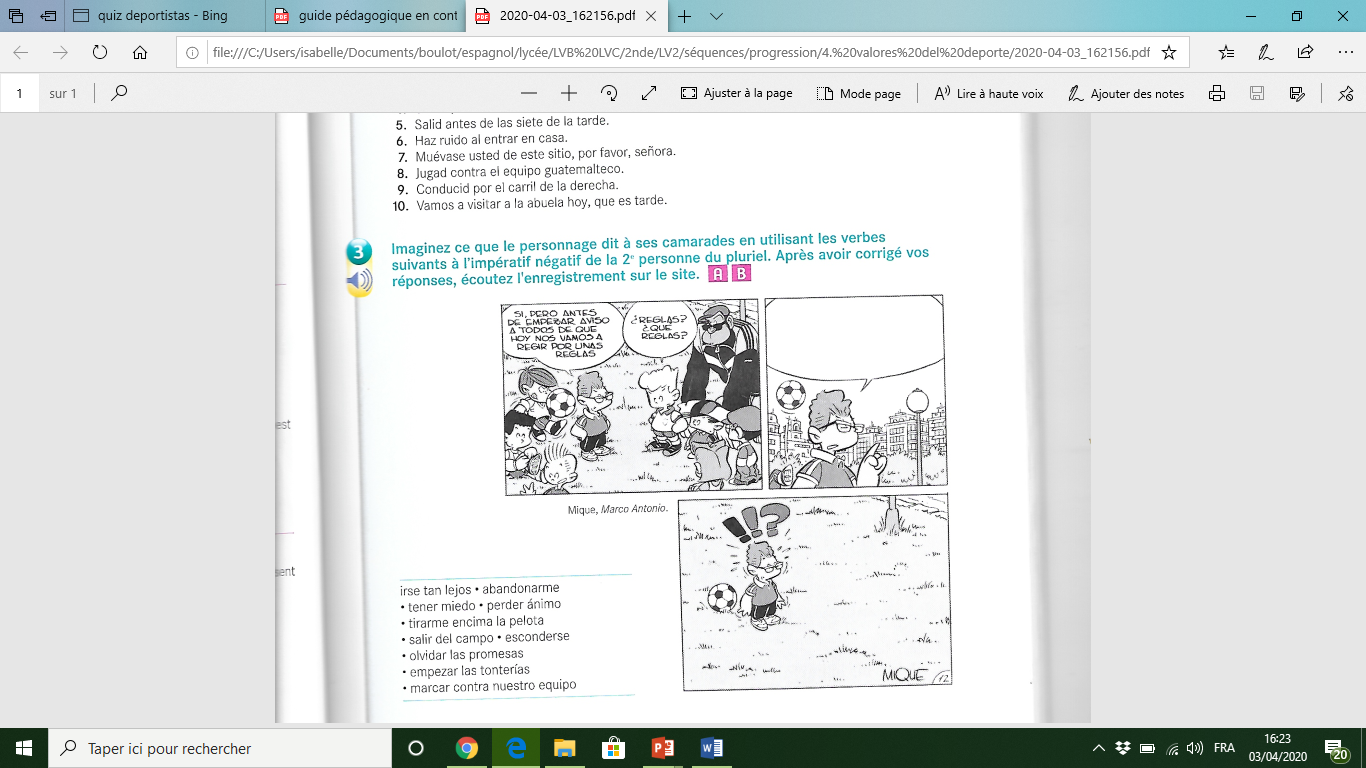 quiz deportistas - Bing
guide pédagogique en cont
2020-04-03_162156.pdf
file:///C:/Users/isabelle/Documents/boulot/espagnol/lycée/LVB%20LVC/2nde/LV2/séquences/progression/4.%20valores%20del%20deporte/2020-04-03_162156.pdf
1 sur 1
Ajuster à la page
Mode page
Lire à haute voix
Ajouter des notes
5. Salid antes de las siete de la tarde.
6. Haz ruido al entrar en casa.
7. Muévase usted de este sitio, por favor, señora.
8. Jugad contra el equipo guatemalteco.
9. Conducid por el carril de la derecha.
10. Vamos a visitar a la abuela hoy, que es tarde.
3 Imaginez ce que le personnage dit à ses camarades en utilisant les verbes
suivants à l'impératif négatif de la 2e personne du pluriel. Après avoir corrigé vos
réponses, écoutez l'enregistrement sur le site. A B
SI, PERO ANTES
DE EMPEZAR, AVISO
A TODOS DE QUE
HOY NOS VAMOS A
REGIR POR UNAS
REGLAS
¿REGLAS?
¿QUE
REGLAS?
est
Mique, Marco Antonio.
!!?
MIQUE 12
ent
irse tan lejos • abandonarme
• tener miedo • perder ánimo
• tirarme encima la pelota
• salir del campo • esconderse
• olvidar las promesas
• empezar las tonterías
• marcar contra nuestro equipo
Taper ici pour rechercher
FRA
16:23
03/04/2020
20